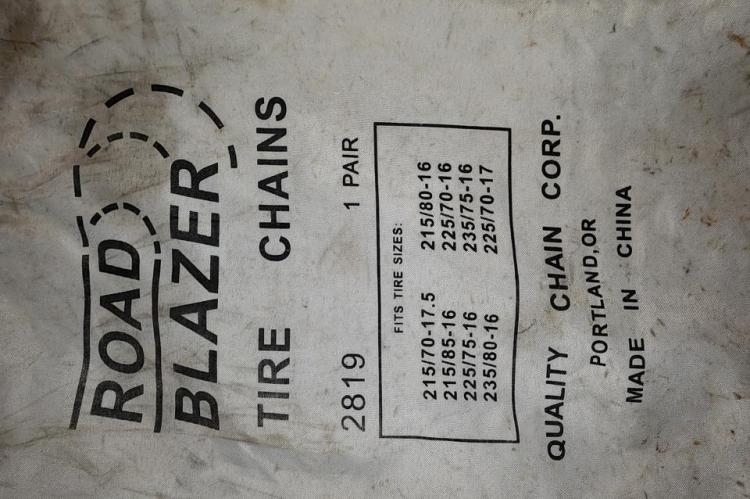 ROAD
BLAZER
TIRE CHAINS
2819 1 PAIR
FITS TIRE SIZES:
215/70-17.5 215/80-16
215/85-16 225/70-16
225/75-16 235/75-16
235/80-16 225/70-17
QUALITY CHAIN CORP.
PORTLAND,OR
MADE IN CHINA